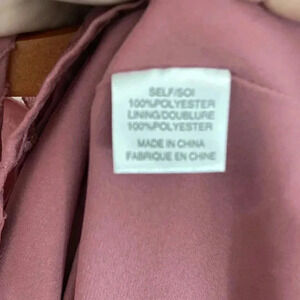 SELF/SOI
100%POLYESTER
LINING/DOUBLURE
100%POLYESTER
MADE IN CHINA
FABRIQUE EN CHINE